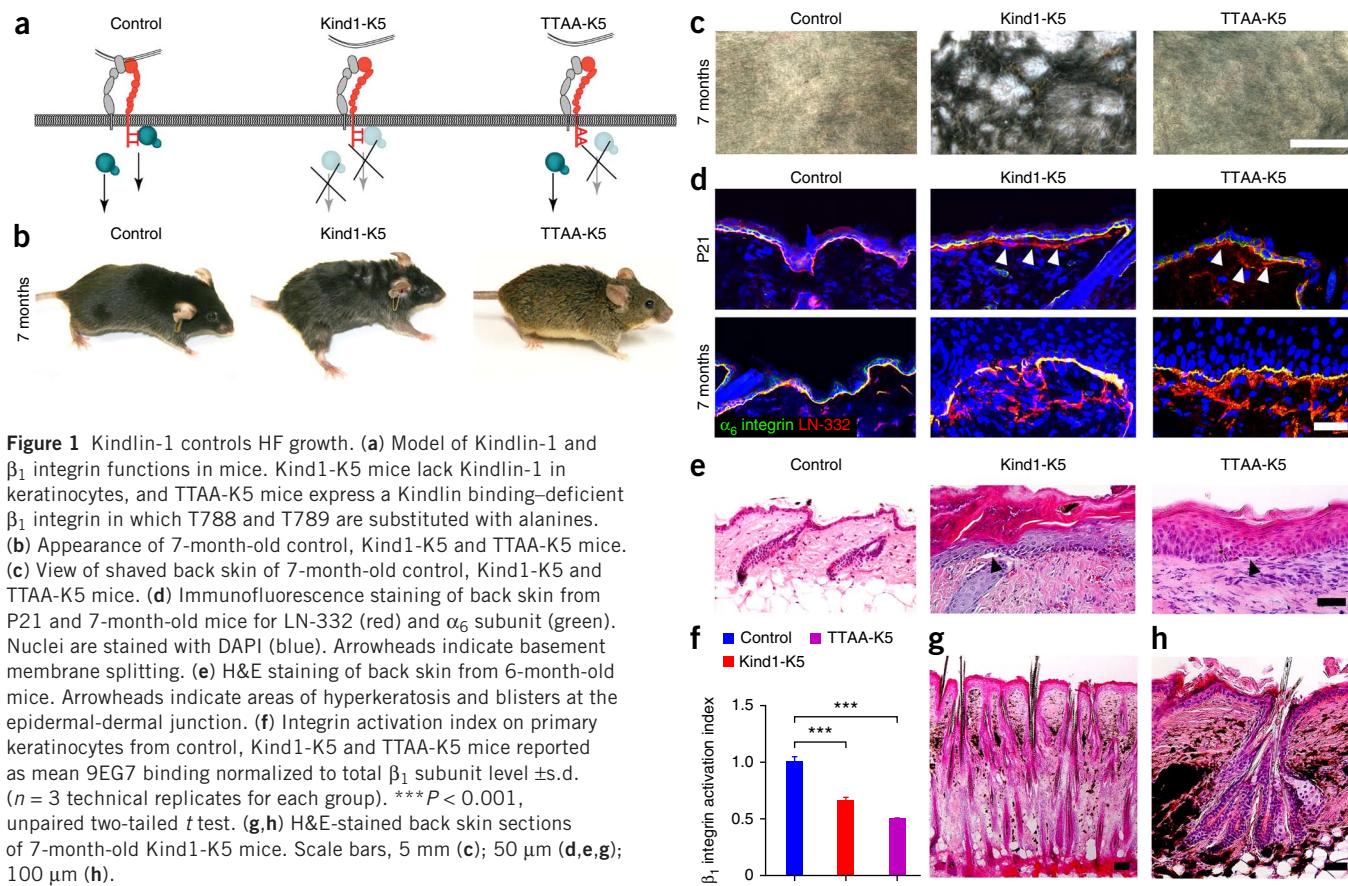 a
Control
Kind1-K5
TTAA-K5
TT
TT
AA
b
Control
Kind1-K5
TTAA-K5
7 months
Figure 1 Kindlin-1 controls HF growth. (a) Model of Kindlin-1 and
β1 integrin functions in mice. Kind1-K5 mice lack Kindlin-1 in
keratinocytes, and TTAA-K5 mice express a Kindlin binding–deficient
β1 integrin in which T788 and T789 are substituted with alanines.
(b) Appearance of 7-month-old control, Kind1-K5 and TTAA-K5 mice.
(c) View of shaved back skin of 7-month-old control, Kind1-K5 and
TTAA-K5 mice. (d) Immunofluorescence staining of back skin from
P21 and 7-month-old mice for LN-332 (red) and α6 subunit (green).
Nuclei are stained with DAPI (blue). Arrowheads indicate basement
membrane splitting. (e) H&E staining of back skin from 6-month-old
mice. Arrowheads indicate areas of hyperkeratosis and blisters at the
epidermal-dermal junction. (f) Integrin activation index on primary
keratinocytes from control, Kind1-K5 and TTAA-K5 mice reported
as mean 9EG7 binding normalized to total β1 subunit level ±s.d.
(n = 3 technical replicates for each group). ***P < 0.001,
unpaired two-tailed t test. (g,h) H&E-stained back skin sections
of 7-month-old Kind1-K5 mice. Scale bars, 5 mm (c); 50 μm (d,e,g);
100 μm (h).
c
Control
Kind1-K5
TTAA-K5
7 months
d
Control
Kind1-K5
TTAA-K5
P21
7 months
α6 integrin LN-332
e
Control
Kind1-K5
TTAA-K5
f
Control
TTAA-K5
Kind1-K5
β1 integrin activation index
1.5
1.0
0.5
0
***
***
g
h